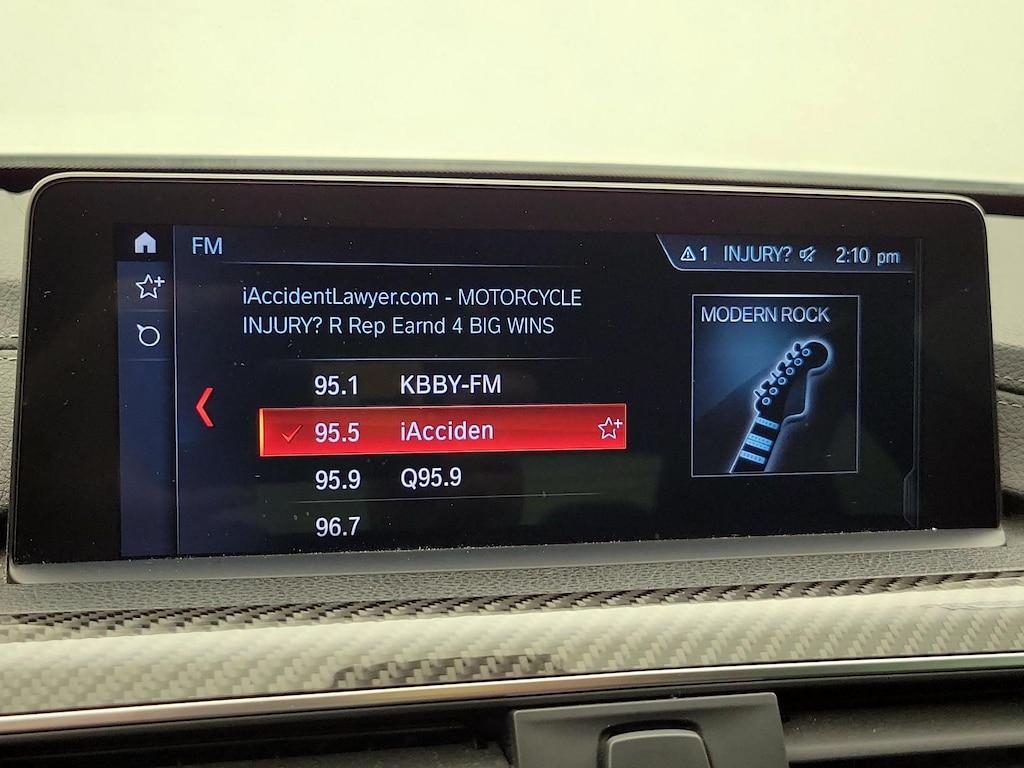 FM
1 INJURY? 2:10 pm
iAccidentLawyer.com - MOTORCYCLE
INJURY? R Rep Earnd 4 BIG WINS
MODERN ROCK
95.1 KBBY-FM
95.5 iAcciden
95.9 Q95.9
96.7